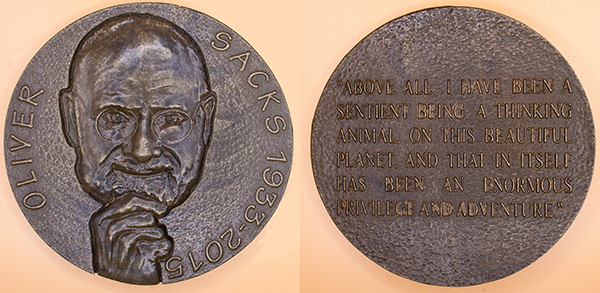 OLIVER SACKS 1933-2015
"ABOVE ALL, I HAVE BEEN A
SENTIENT BEING, A THINKING
ANIMAL, ON THIS BEAUTIFUL
PLANET, AND THAT IN ITSELF
HAS BEEN AN ENORMOUS
PRIVILEGE AND ADVENTURE."